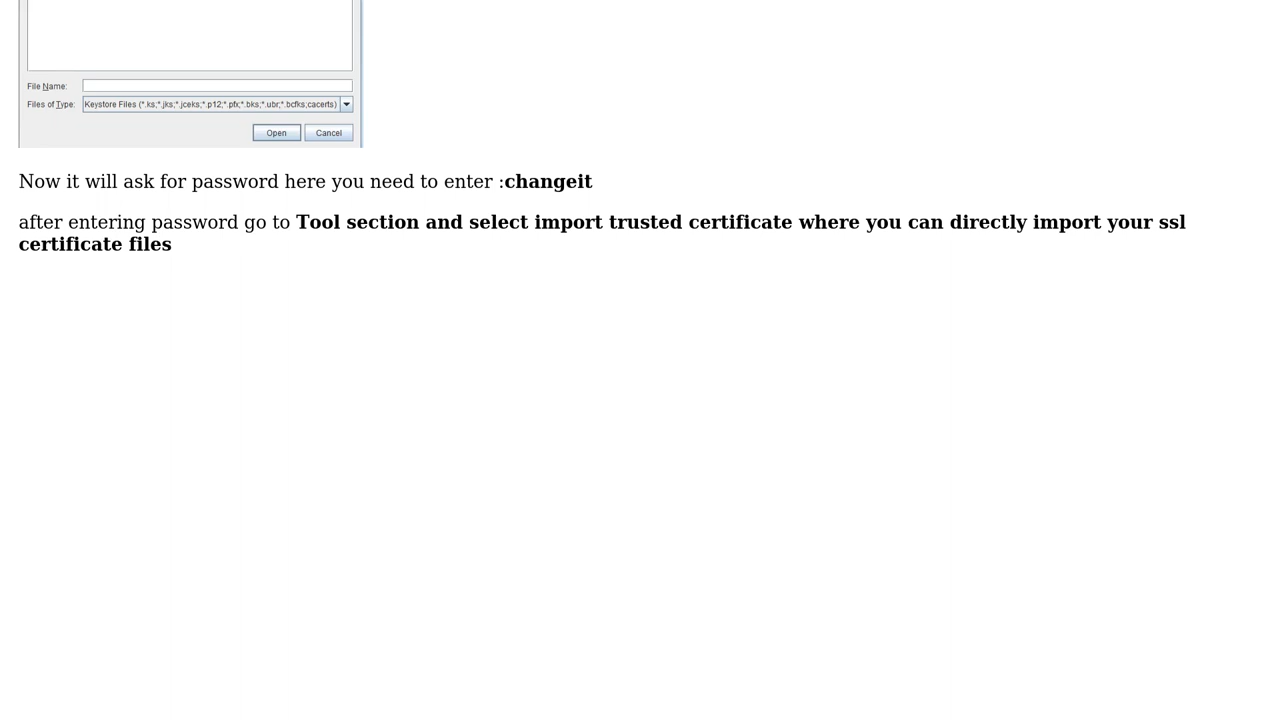 File Name:
Files of Type: Keystore Files (*.ks;*.jks;*.jceks;*.p12;*.pfx;*.bks;*.ubr;*.bcfks;cacerts)
Open Cancel
Now it will ask for password here you need to enter :changeit
after entering password go to Tool section and select import trusted certificate where you can directly import your ssl
certificate files